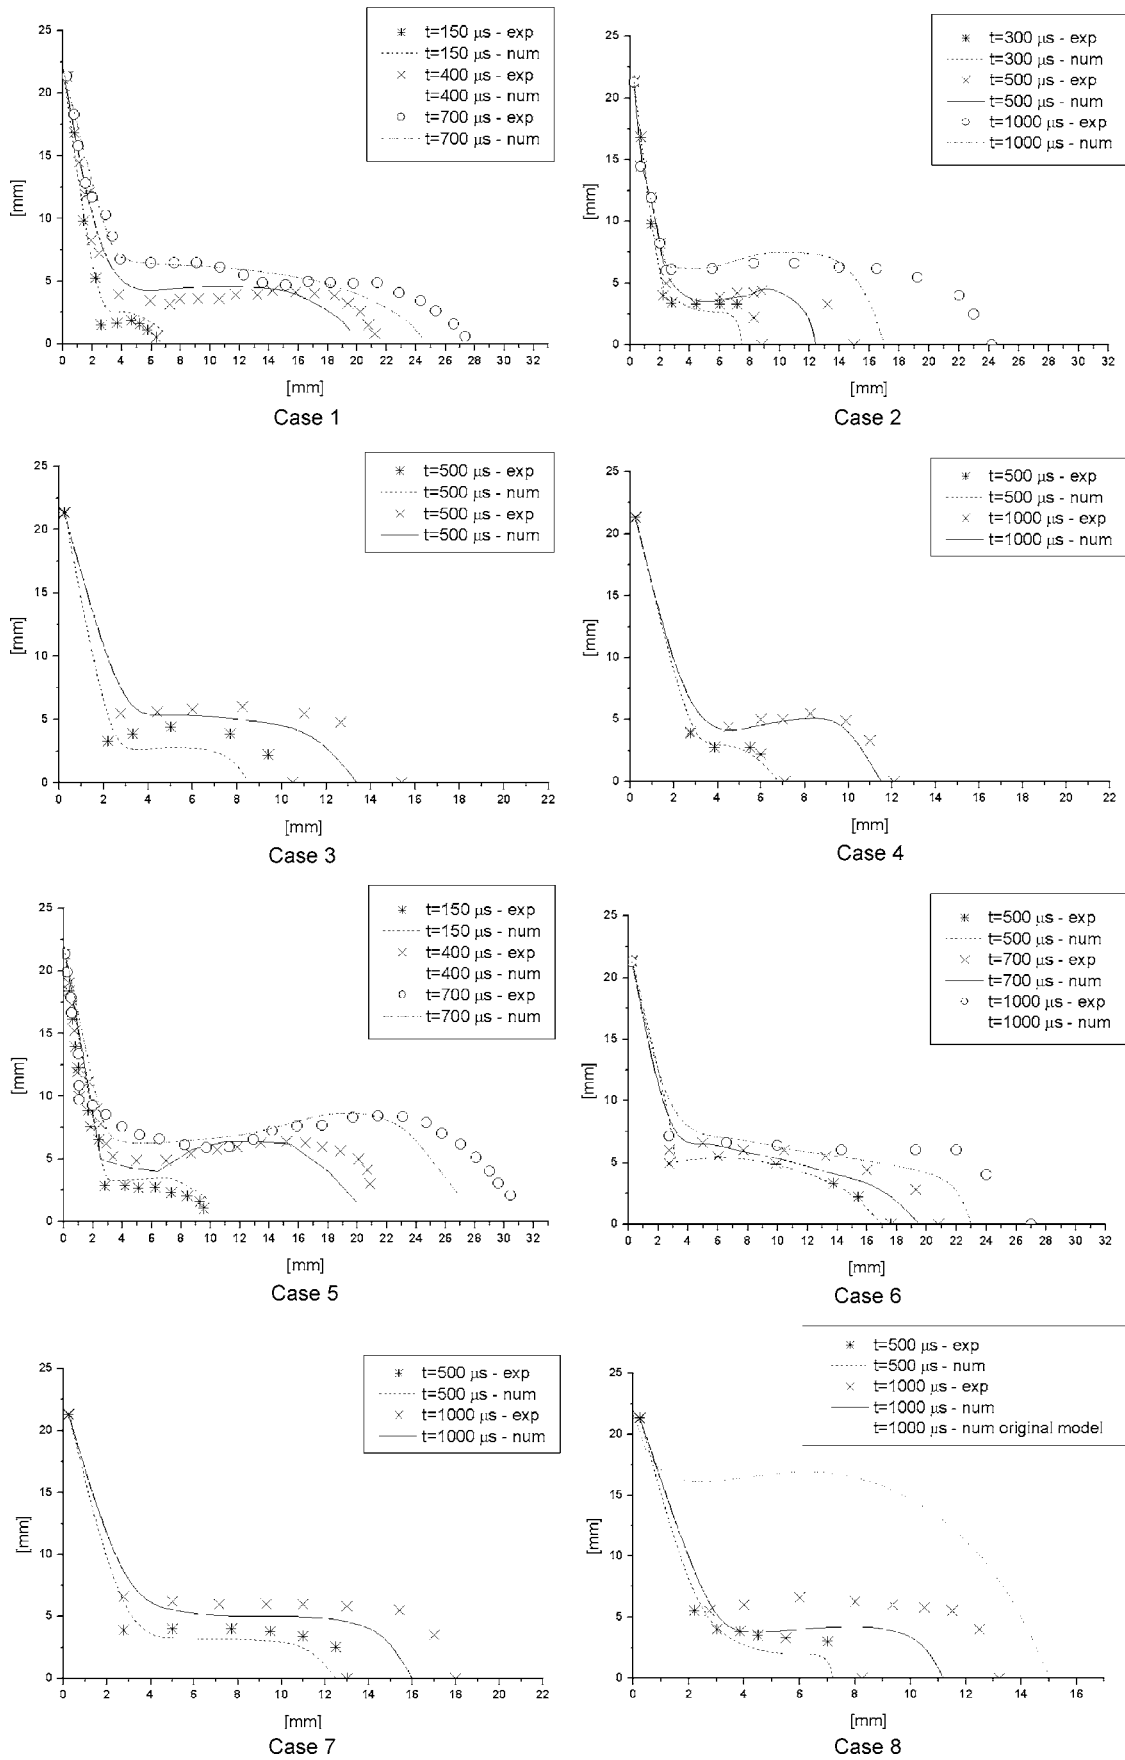 t=150 μs - exp
t=150 μs - num
t=400 μs - exp
t=400 μs - num
t=700 μs - exp
t=700 μs - num
25
20
15
10
5
0
[mm]
0 2 4 6 8 10 12 14 16 18 20 22 24 26 28 30 32
[mm]
Case 1
t=300 μs - exp
t=300 μs - num
t=500 μs - exp
t=500 μs - num
t=1000 μs - exp
t=1000 μs - num
25
20
15
10
5
0
[mm]
0 2 4 6 8 10 12 14 16 18 20 22 24 26 28 30 32
[mm]
Case 2
t=500 μs - exp
t=500 μs - num
t=500 μs - exp
t=500 μs - num
25
20
15
10
5
0
[mm]
0 2 4 6 8 10 12 14 16 18 20 22
[mm]
Case 3
t=500 μs - exp
t=500 μs - num
t=1000 μs - exp
t=1000 μs - num
25
20
15
10
5
0
[mm]
0 2 4 6 8 10 12 14 16 18 20 22
[mm]
Case 4
t=150 μs - exp
t=150 μs - num
t=400 μs - exp
t=400 μs - num
t=700 μs - exp
t=700 μs - num
25
20
15
10
5
0
[mm]
0 2 4 6 8 10 12 14 16 18 20 22 24 26 28 30 32
[mm]
Case 5
t=500 μs - exp
t=500 μs - num
t=700 μs - exp
t=700 μs - num
t=1000 μs - exp
t=1000 μs - num
25
20
15
10
5
0
[mm]
0 2 4 6 8 10 12 14 16 18 20 22 24 26 28 30 32
[mm]
Case 6
t=500 μs - exp
t=500 μs - num
t=1000 μs - exp
t=1000 μs - num
25
20
15
10
5
0
[mm]
0 2 4 6 8 10 12 14 16 18 20 22
[mm]
Case 7
t=500 μs - exp
t=500 μs - num
t=1000 μs - exp
t=1000 μs - num
t=1000 μs - num original model
25
20
15
10
5
0
[mm]
0 2 4 6 8 10 12 14 16
[mm]
Case 8